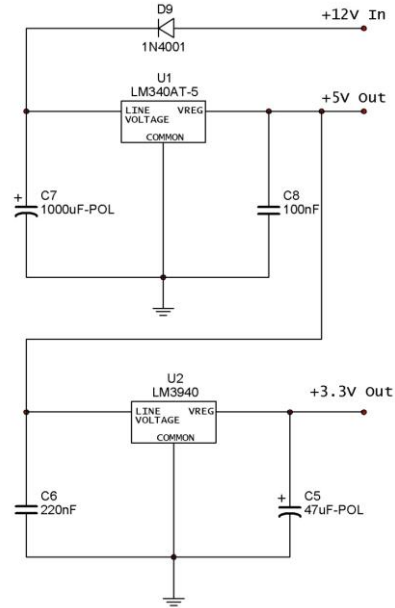 D9
+12V In
1N4001
U1
LM340AT-5
+5V Out
LINE VREG
VOLTAGE
COMMON
+ C7
1000uF-POL
C8
100nF
U2
LM3940
+3.3V Out
LINE VREG
VOLTAGE
COMMON
C6
220nF
+ C5
47uF-POL